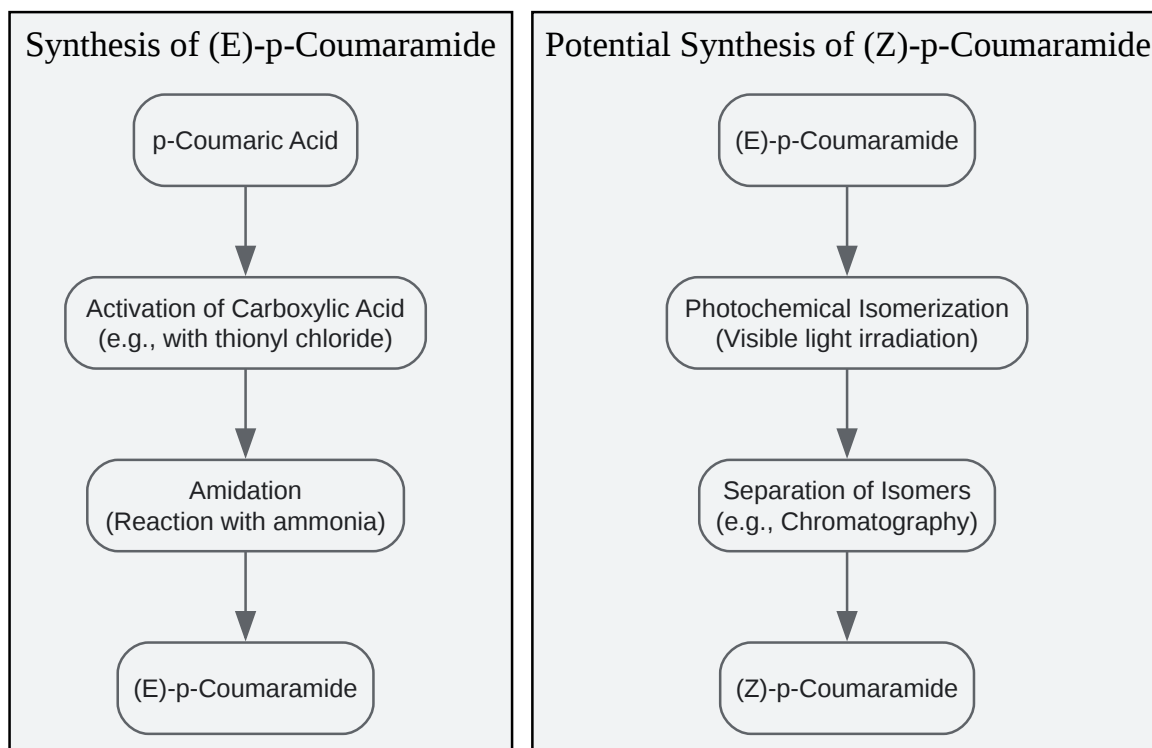 Synthesis of (E)-p-Coumaramide
p-Coumaric Acid
Activation of Carboxylic Acid
(e.g., with thionyl chloride)
Amidation
(Reaction with ammonia)
(E)-p-Coumaramide
Potential Synthesis of (Z)-p-Coumaramide
(E)-p-Coumaramide
Photochemical Isomerization
(Visible light irradiation)
Separation of Isomers
(e.g., Chromatography)
(Z)-p-Coumaramide